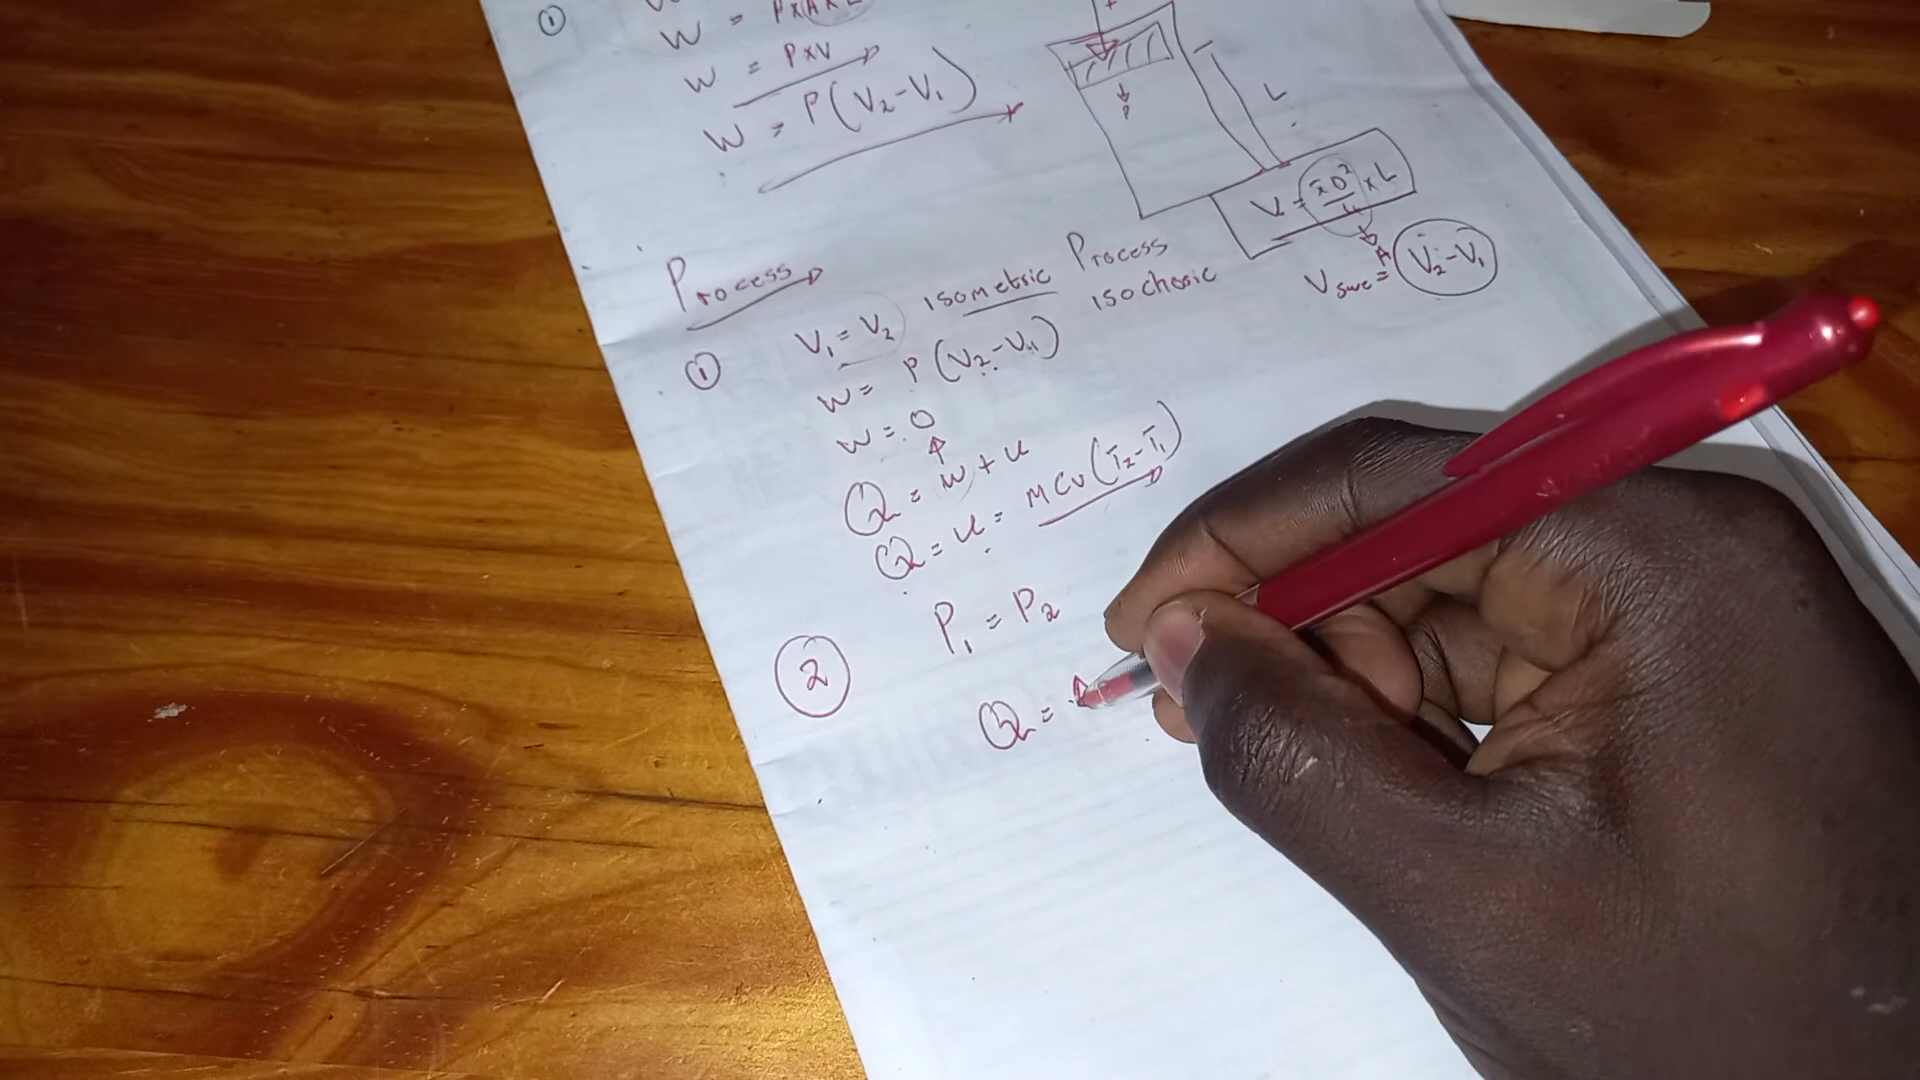 ①
W = P×A×L
W = P×V
W = P(V₂-V₁)
P
L
V = πD²/4 × L
A
Vswe = V₂-V₁
Process
① V₁ = V₂ isometric Process
isochoric
W = P(V₂-V₁)
W = 0
Q = W + U
Q = U = MCV(T₂-T₁)
② P₁ = P₂
Q =